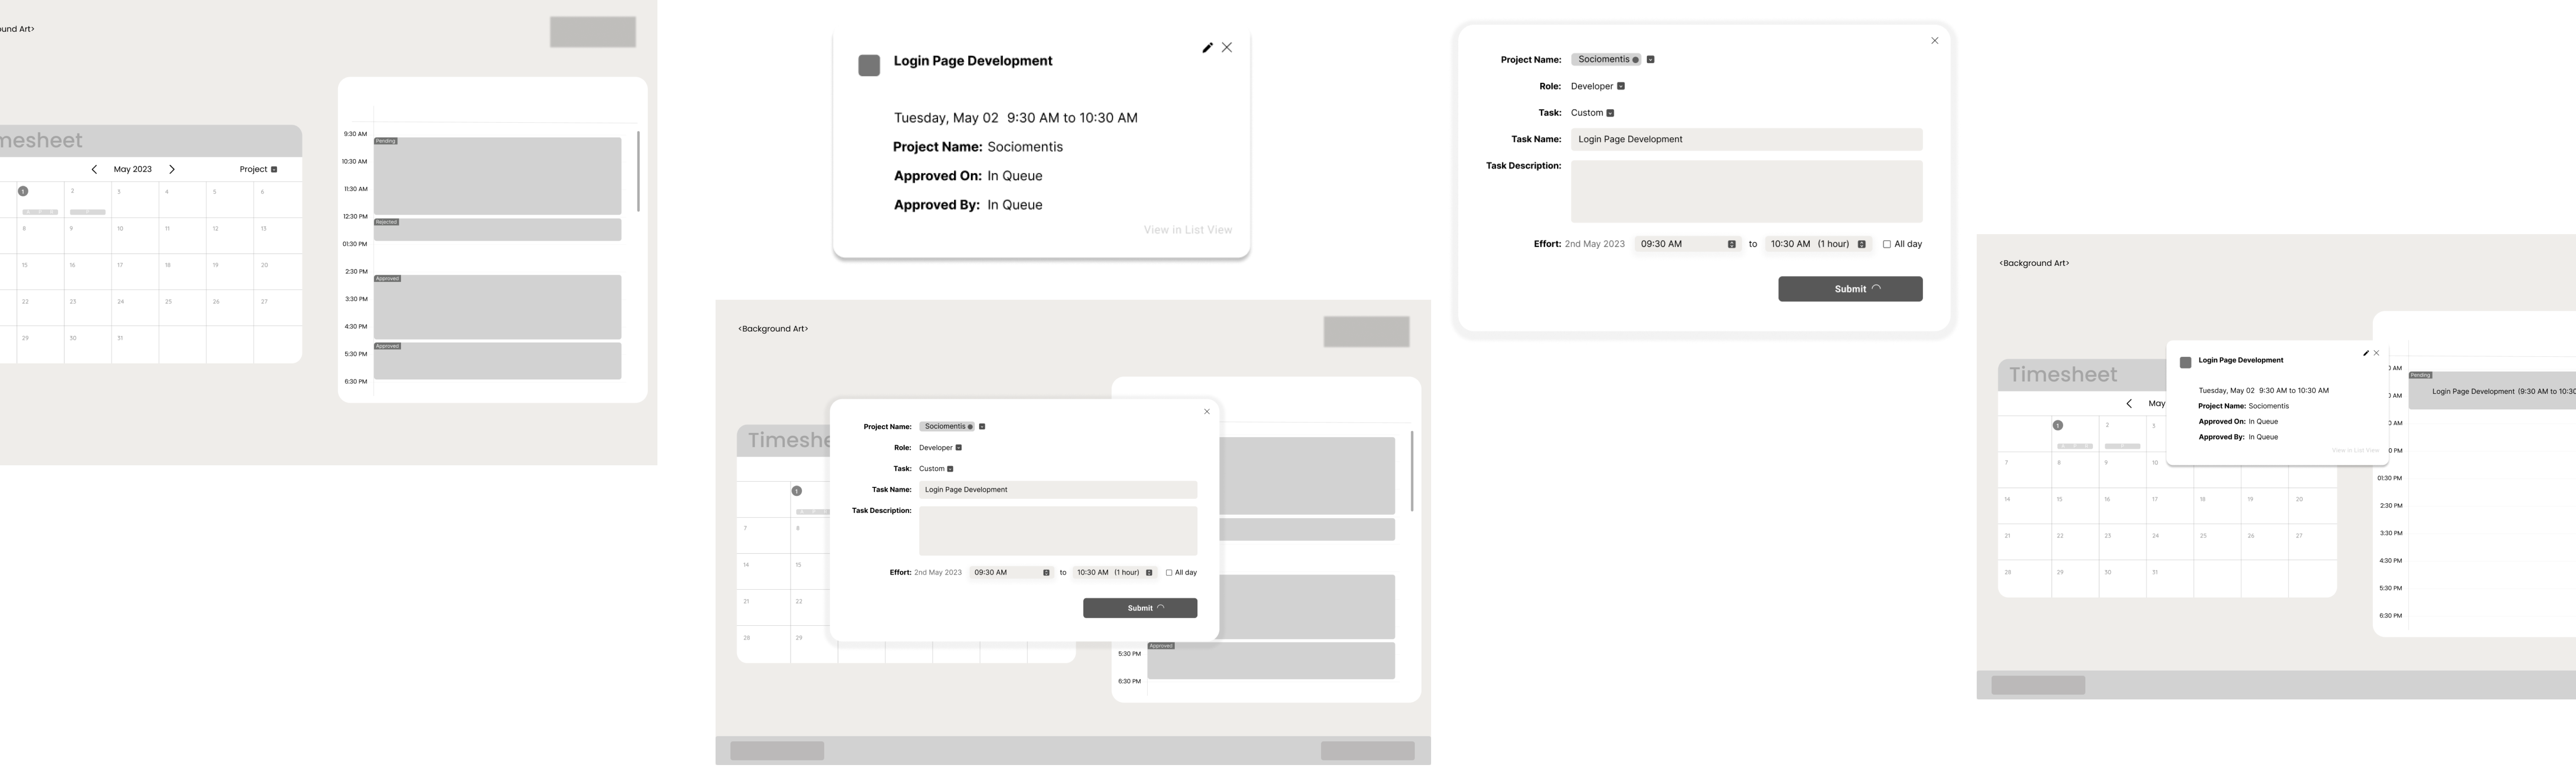 ound Art>
mesheet
May 2023
Project
1 2 3 4 5 6
8 9 10 11 12 13
15 16 17 18 19 20
22 23 24 25 26 27
29 30 31
9:30 AM
Pending
10:30 AM
11:30 AM
12:30 PM
Rejected
01:30 PM
2:30 PM
Approved
3:30 PM
4:30 PM
5:30 PM
Approved
6:30 PM
Login Page Development
Tuesday, May 02 9:30 AM to 10:30 AM
Project Name: Sociomentis
Approved On: In Queue
Approved By: In Queue
View in List View
<Background Art>
Timeshe
1
7 8
14 15
21 22
28 29
Project Name: Sociomentis
Role: Developer
Task: Custom
Task Name: Login Page Development
Task Description:
Effort: 2nd May 2023 09:30 AM to 10:30 AM (1 hour) All day
Submit
Approved
5:30 PM
6:30 PM
Project Name: Sociomentis
Role: Developer
Task: Custom
Task Name: Login Page Development
Task Description:
Effort: 2nd May 2023 09:30 AM to 10:30 AM (1 hour) All day
Submit
<Background Art>
Timesheet
May
1 2 3
7 8 9 10
14 15 16 17 18 19 20
21 22 23 24 25 26 27
28 29 30 31
Login Page Development
Tuesday, May 02 9:30 AM to 10:30 AM
Project Name: Sociomentis
Approved On: In Queue
Approved By: In Queue
View in List View
0 AM
Pending
Login Page Development (9:30 AM to 10:30
0 AM
0 AM
0 PM
01:30 PM
2:30 PM
3:30 PM
4:30 PM
5:30 PM
6:30 PM